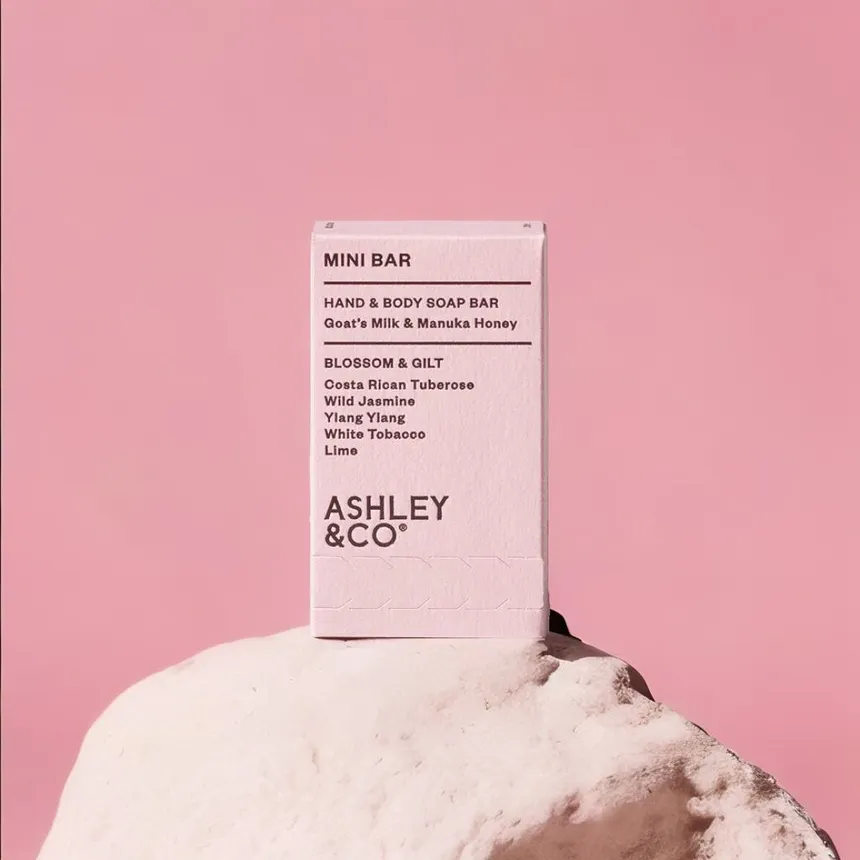 MINI BAR
HAND & BODY SOAP BAR
Goat's Milk & Manuka Honey
BLOSSOM & GILT
Costa Rican Tuberose
Wild Jasmine
Ylang Ylang
White Tobacco
Lime
ASHLEY
&CO®